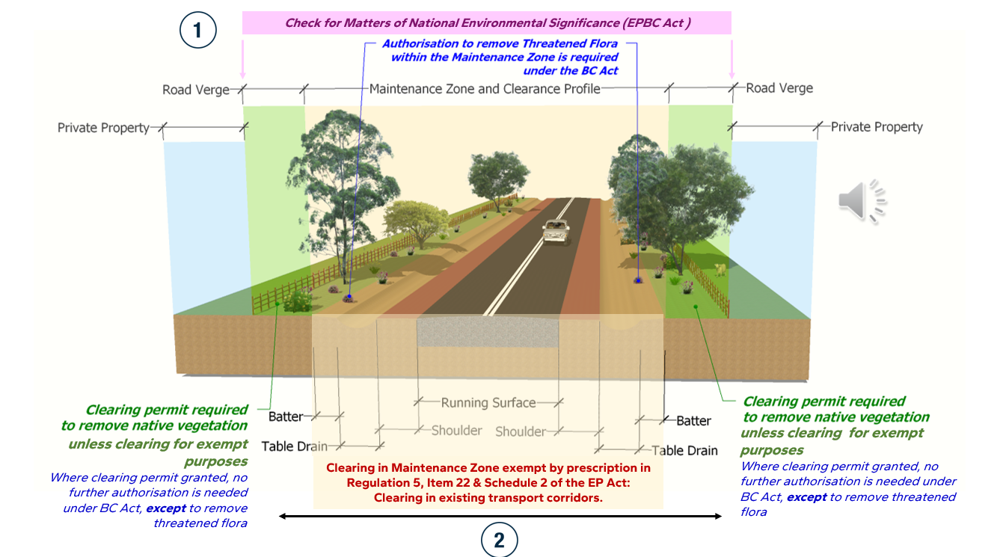 1
Check for Matters of National Environmental Significance (EPBC Act )
Authorisation to remove Threatened Flora
within the Maintenance Zone is required
under the BC Act
Road Verge
Maintenance Zone and Clearance Profile
Road Verge
Private Property
Private Property
Running Surface
Batter
Shoulder
Shoulder
Batter
Table Drain
Table Drain
Clearing permit required
to remove native vegetation
unless clearing for exempt
purposes
Where clearing permit granted, no
further authorisation is needed
under BC Act, except to remove
threatened flora
Clearing in Maintenance Zone exempt by prescription in
Regulation 5, Item 22 & Schedule 2 of the EP Act:
Clearing in existing transport corridors.
Clearing permit required
to remove native vegetation
unless clearing for exempt
purposes
Where clearing permit granted, no
further authorisation is needed under
BC Act, except to remove threatened
flora
2